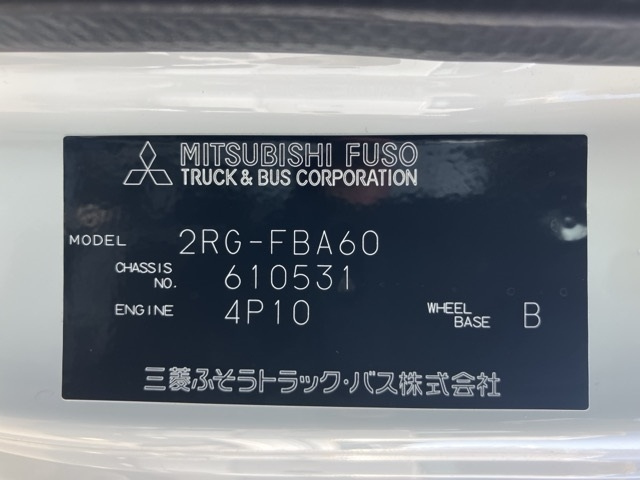 MITSUBISHI FUSO
TRUCK & BUS CORPORATION
MODEL 2RG-FBA60
CHASSIS NO. 610531
ENGINE 4P10 WHEEL BASE B
三菱ふそうトラック・バス株式会社